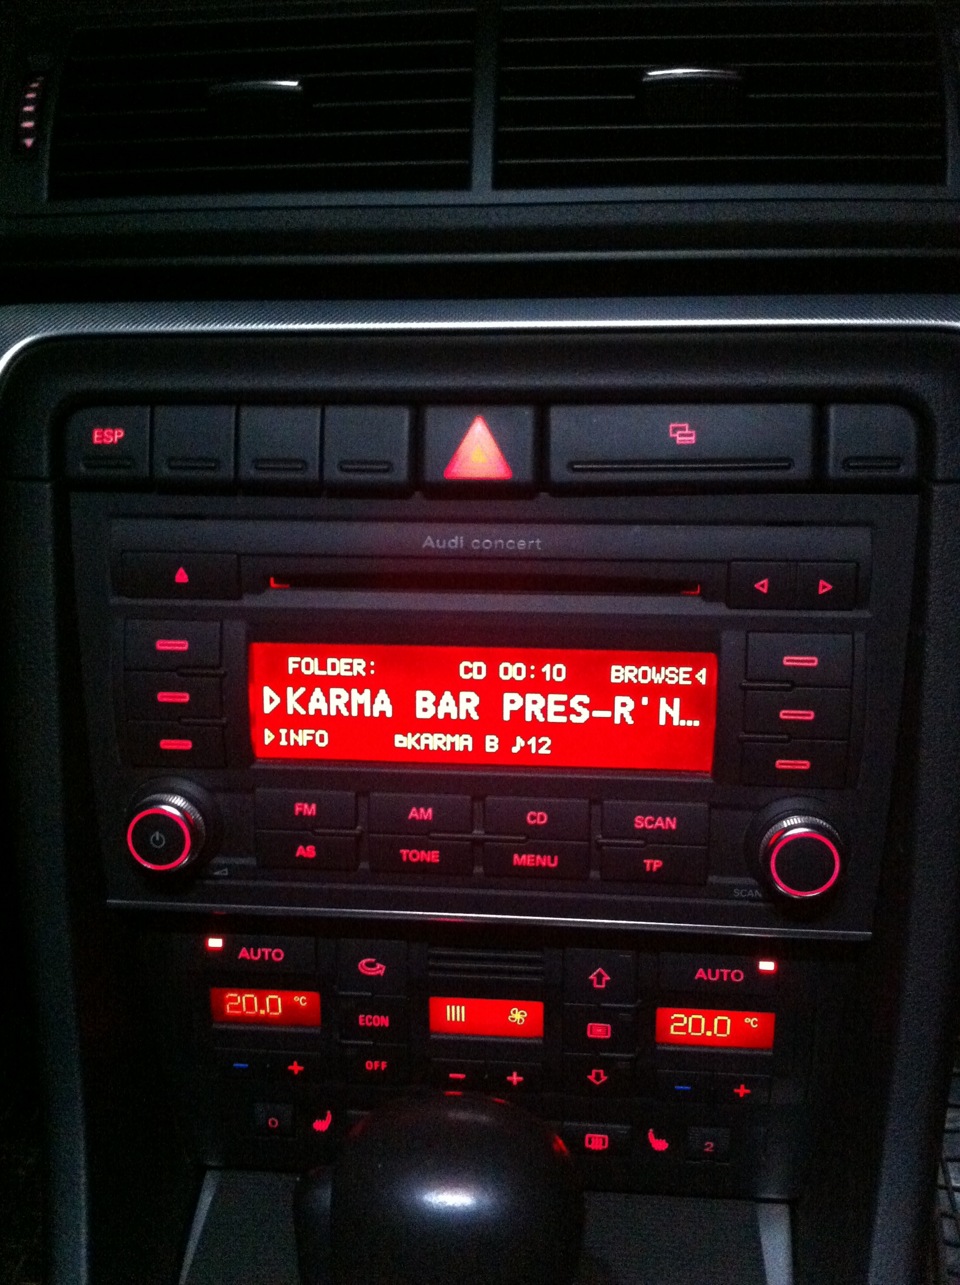 ESP
Audi concert
FOLDER: CD 00:10 BROWSE
KARMA BAR PRES-R'N...
INFO KARMA B ♪12
FM AM CD SCAN
AS TONE MENU TP
SCAN
AUTO AUTO
20.0 °C ECON 20.0 °C
OFF
- + - + - +
0 2